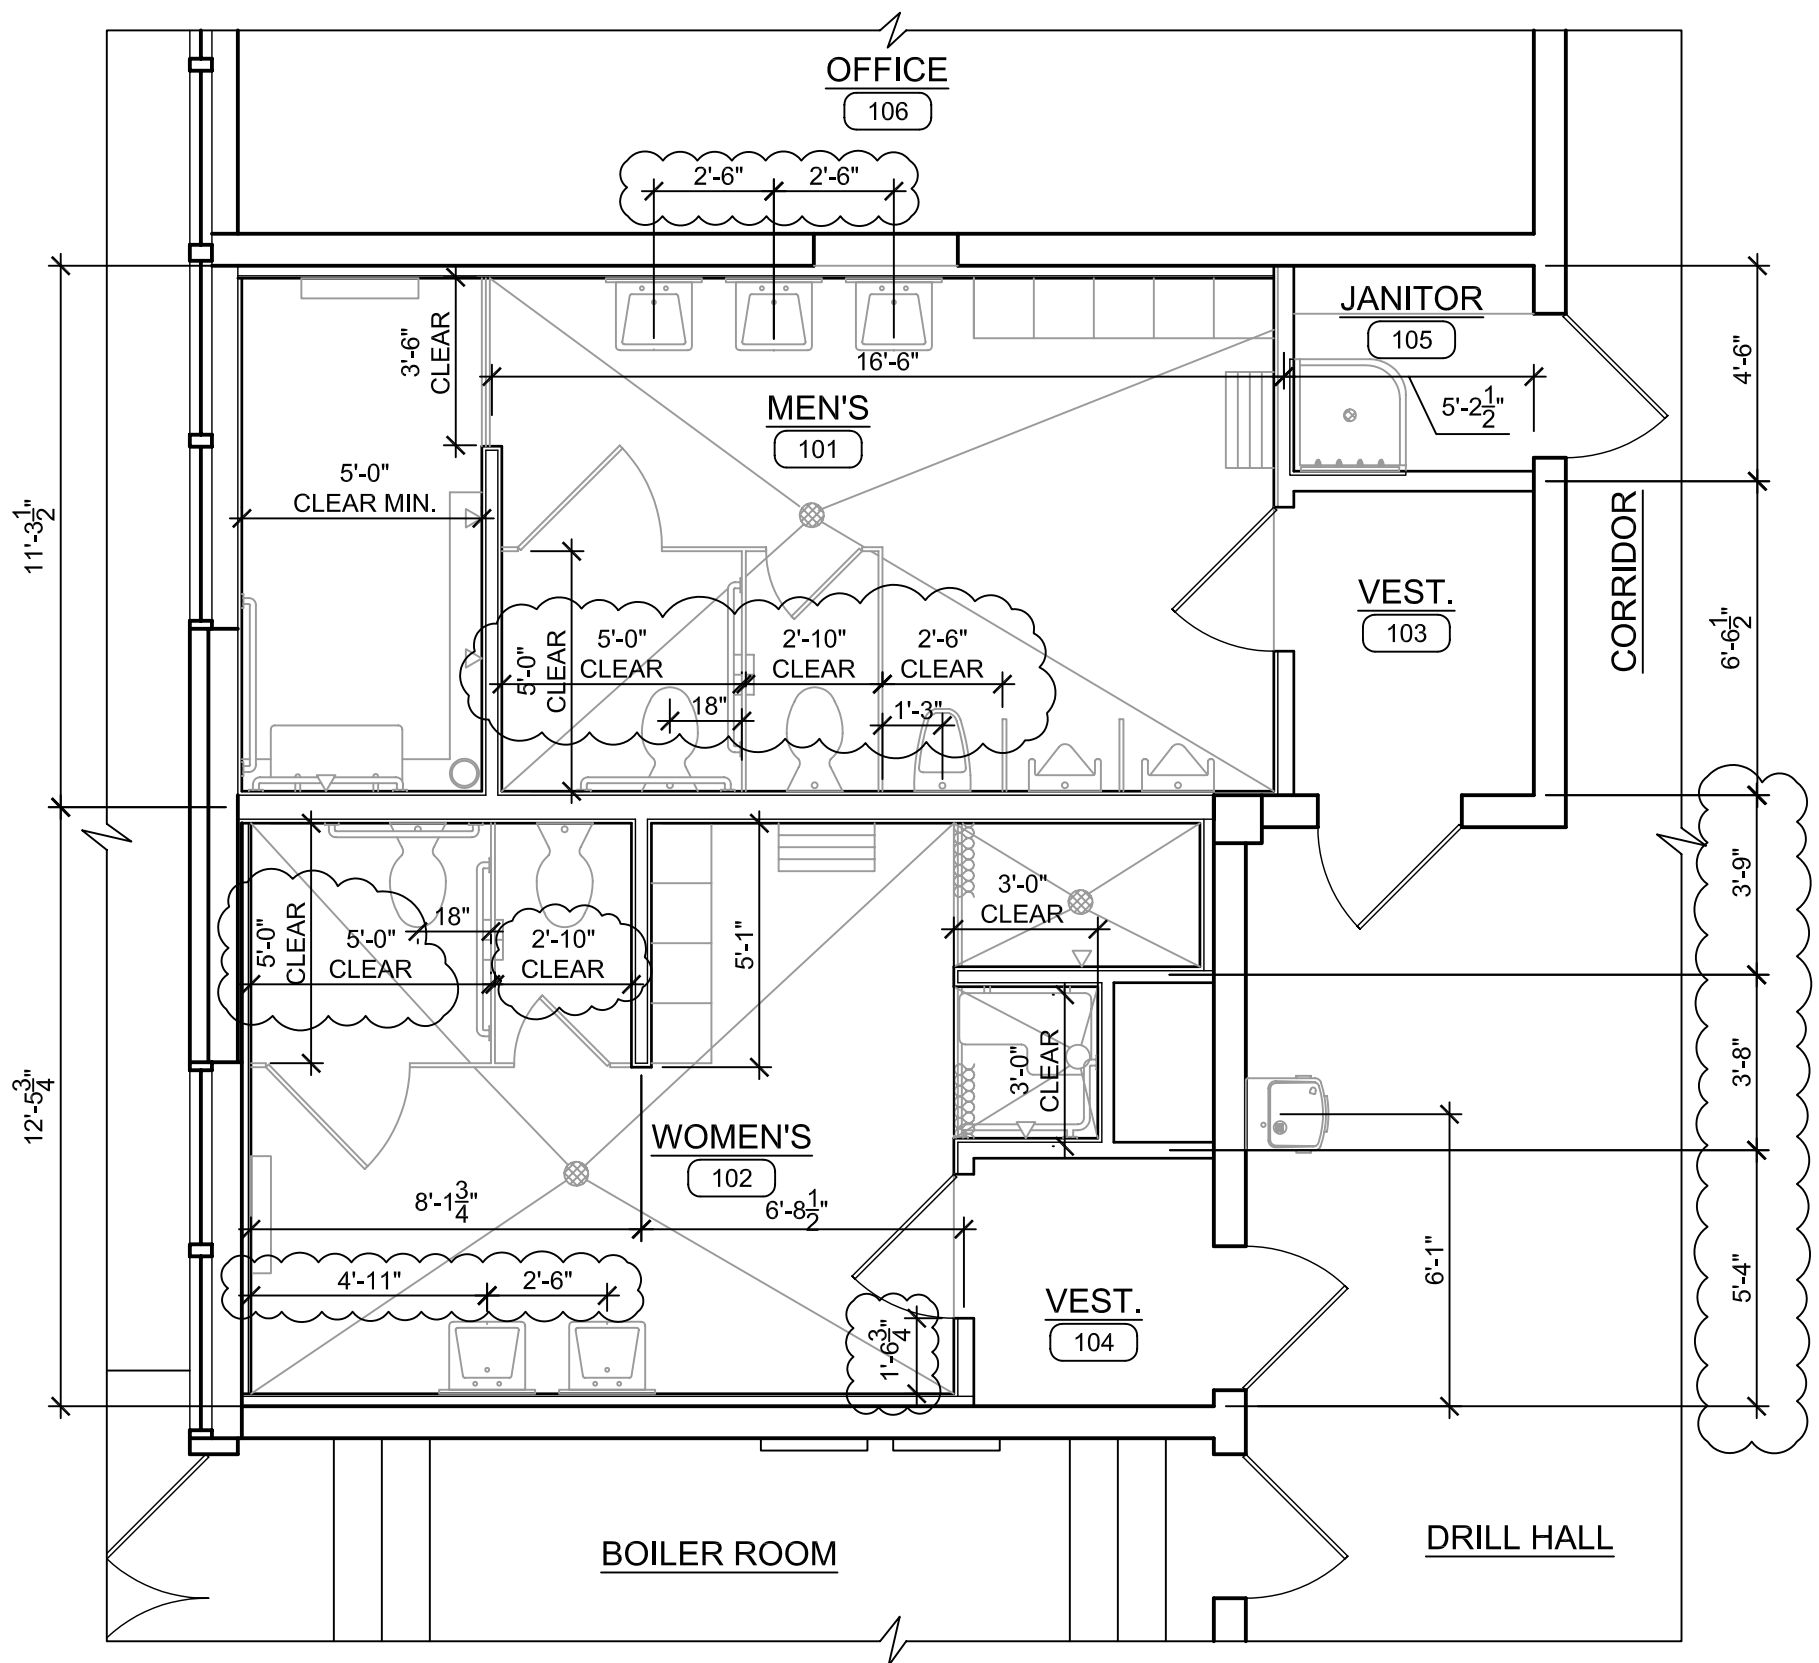 OFFICE
106
2'-6"
2'-6"
3'-6"
CLEAR
JANITOR
105
4'-6"
16'-6"
5'-2 1/2"
MEN'S
101
5'-0"
CLEAR MIN.
11'-3 1/2"
CORRIDOR
VEST.
103
6'-6 1/2"
5'-0"
CLEAR
5'-0"
CLEAR
2'-10"
CLEAR
2'-6"
CLEAR
18"
1'-3"
5'-0"
CLEAR
5'-0"
CLEAR
18"
2'-10"
CLEAR
5'-1"
3'-0"
CLEAR
3'-9"
3'-0"
CLEAR
3'-8"
12'-5 3/4"
WOMEN'S
102
8'-1 3/4"
6'-8 1/2"
6'-1"
4'-11"
2'-6"
1'-6 3/4"
VEST.
104
5'-4"
BOILER ROOM
DRILL HALL